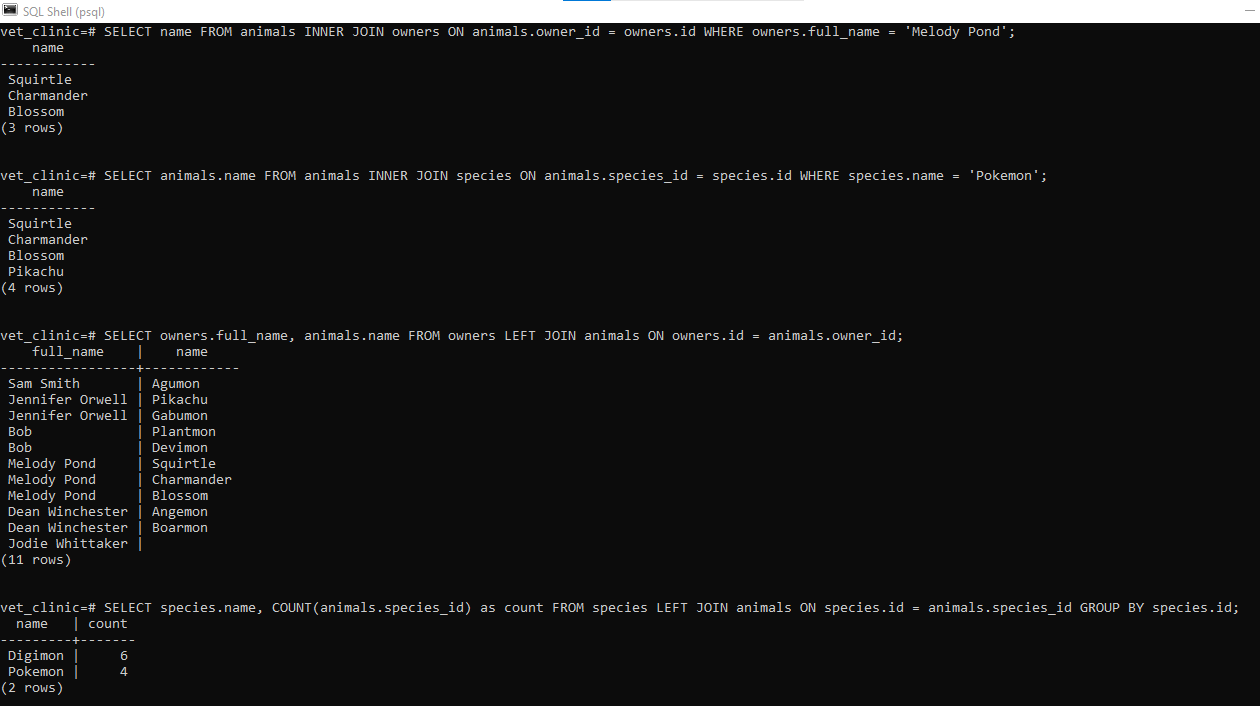 SQL Shell (psql)
vet_clinic=# SELECT name FROM animals INNER JOIN owners ON animals.owner_id = owners.id WHERE owners.full_name = 'Melody Pond';
    name
------------
 Squirtle
 Charmander
 Blossom
(3 rows)
vet_clinic=# SELECT animals.name FROM animals INNER JOIN species ON animals.species_id = species.id WHERE species.name = 'Pokemon';
    name
------------
 Squirtle
 Charmander
 Blossom
 Pikachu
(4 rows)
vet_clinic=# SELECT owners.full_name, animals.name FROM owners LEFT JOIN animals ON owners.id = animals.owner_id;
    full_name    |    name
-----------------+------------
 Sam Smith       | Agumon
 Jennifer Orwell | Pikachu
 Jennifer Orwell | Gabumon
 Bob             | Plantmon
 Bob             | Devimon
 Melody Pond     | Squirtle
 Melody Pond     | Charmander
 Melody Pond     | Blossom
 Dean Winchester | Angemon
 Dean Winchester | Boarmon
 Jodie Whittaker |
(11 rows)
vet_clinic=# SELECT species.name, COUNT(animals.species_id) as count FROM species LEFT JOIN animals ON species.id = animals.species_id GROUP BY species.id;
  name   | count
---------+-------
 Digimon |     6
 Pokemon |     4
(2 rows)